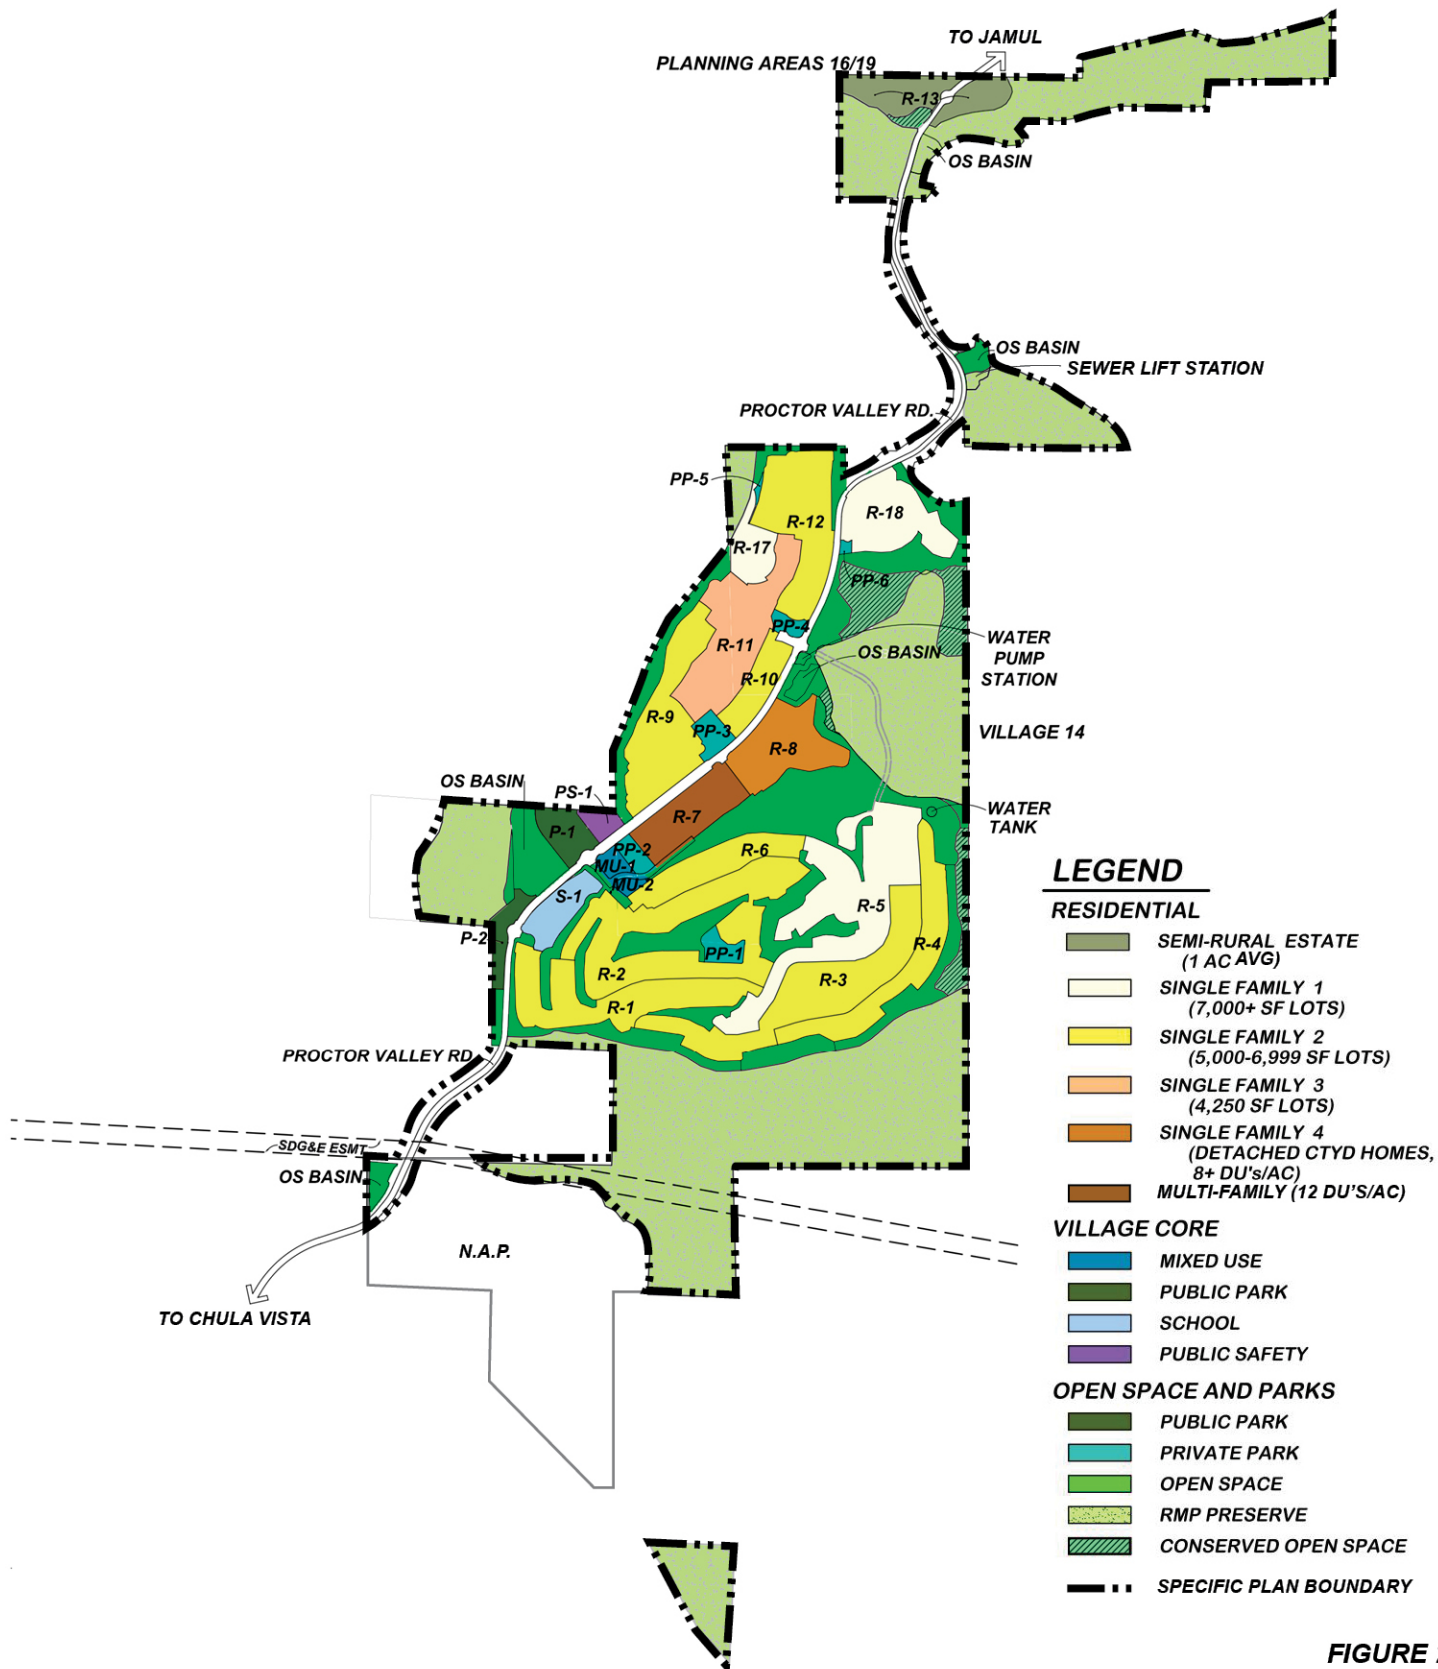 TO JAMUL
PLANNING AREAS 16/19
R-13
OS BASIN
OS BASIN
SEWER LIFT STATION
PROCTOR VALLEY RD.
PP-5
R-12
R-18
R-17
PP-6
PP-4
R-11
WATER
PUMP
STATION
OS BASIN
R-10
R-9
PP-3
VILLAGE 14
R-8
OS BASIN
PS-1
WATER
TANK
P-1
R-7
PP-2
R-6
MU-1
MU-2
S-1
R-5
P-2
R-4
PP-1
R-2
R-3
R-1
PROCTOR VALLEY RD
SDG&E ESMT
OS BASIN
N.A.P.
TO CHULA VISTA
LEGEND
RESIDENTIAL
SEMI-RURAL ESTATE
(1 AC AVG)
SINGLE FAMILY 1
(7,000+ SF LOTS)
SINGLE FAMILY 2
(5,000-6,999 SF LOTS)
SINGLE FAMILY 3
(4,250 SF LOTS)
SINGLE FAMILY 4
(DETACHED CTYD HOMES,
8+ DU's/AC)
MULTI-FAMILY (12 DU'S/AC)
VILLAGE CORE
MIXED USE
PUBLIC PARK
SCHOOL
PUBLIC SAFETY
OPEN SPACE AND PARKS
PUBLIC PARK
PRIVATE PARK
OPEN SPACE
RMP PRESERVE
CONSERVED OPEN SPACE
SPECIFIC PLAN BOUNDARY
FIGURE